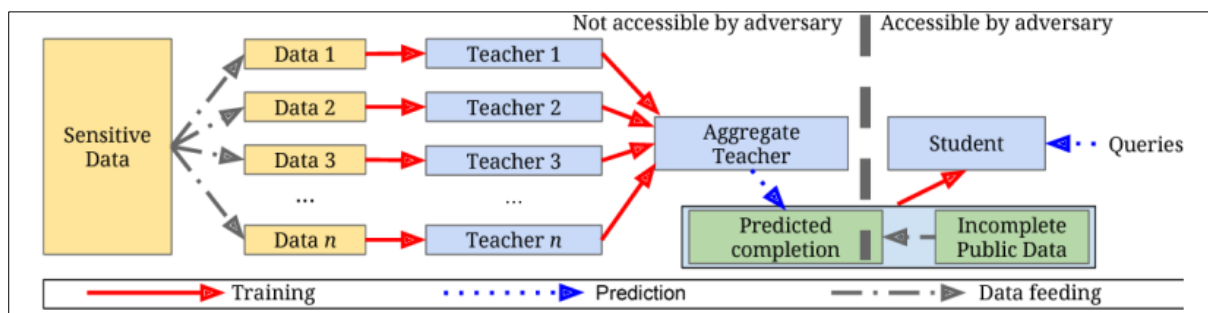 Not accessible by adversary
Accessible by adversary
Sensitive
Data
Data 1
Teacher 1
Data 2
Teacher 2
Data 3
Teacher 3
...
...
Data n
Teacher n
Aggregate
Teacher
Student
Queries
Predicted
completion
Incomplete
Public Data
Training
Prediction
Data feeding